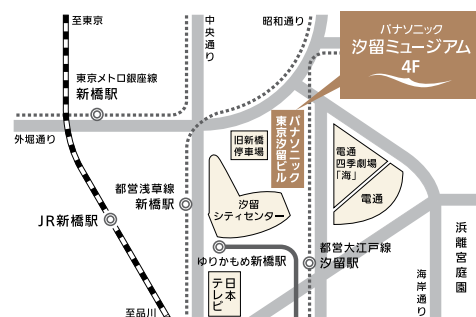 至東京
中央通り
昭和通り
パナソニック
汐留ミュージアム
4F
東京メトロ銀座線
新橋駅
外堀通り
旧新橋
停車場
パナソニック
東京汐留ビル
電通
四季劇場
「海」
電通
都営浅草線
新橋駅
汐留
シティセンター
JR新橋駅
ゆりかもめ新橋駅
都営大江戸線
汐留駅
浜離宮庭園
海岸通り
日本
テレビ
至品川